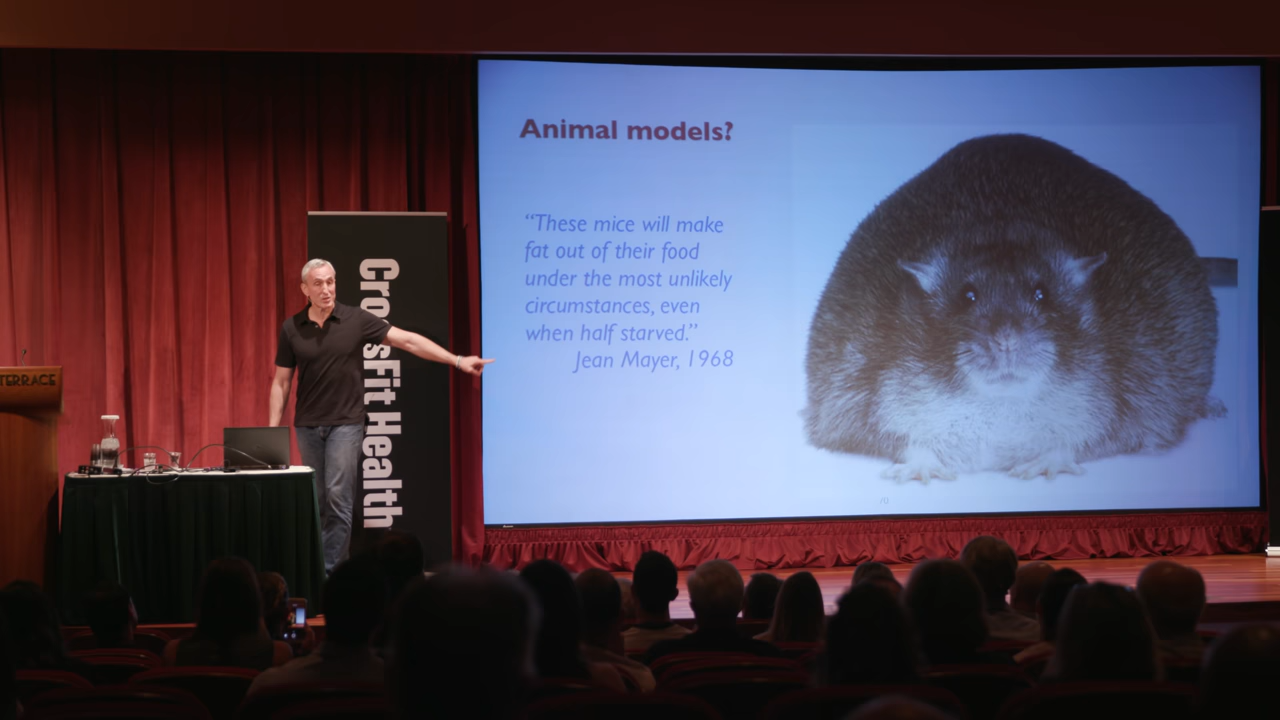 Animal models?
“These mice will make
fat out of their food
under the most unlikely
circumstances, even
when half starved.”
Jean Mayer, 1968
CrossFit Health
TERRACE